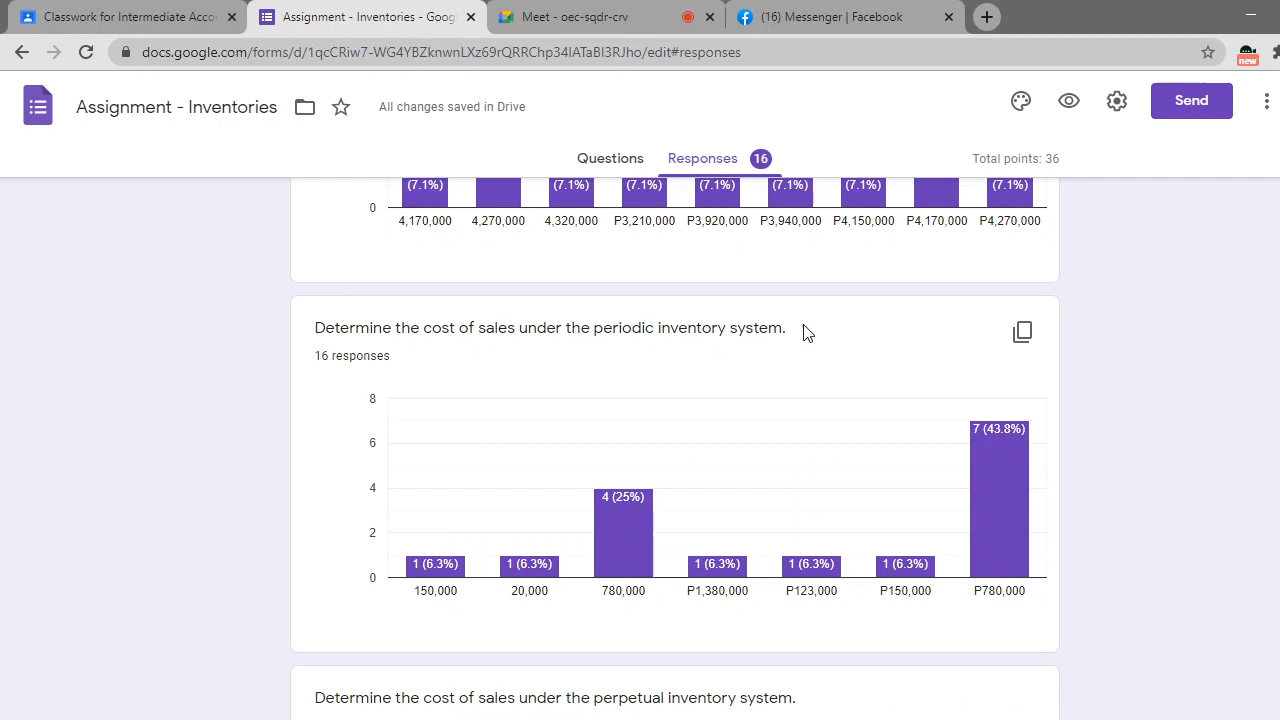 Classwork for Intermediate Accou
Assignment - Inventories - Goog
Meet - oec-sqdr-crv
(16) Messenger | Facebook
docs.google.com/forms/d/1qcCRiw7-WG4YBZknwnLXz69rQRRChp34IATaBI3RJho/edit#responses
new
Assignment - Inventories
All changes saved in Drive
Send
Questions
Responses 16
Total points: 36
(7.1%) (7.1%) (7.1%) (7.1%) (7.1%) (7.1%) (7.1%)
0
4,170,000 4,270,000 4,320,000 P3,210,000 P3,920,000 P3,940,000 P4,150,000 P4,170,000 P4,270,000
Determine the cost of sales under the periodic inventory system.
16 responses
8
7 (43.8%)
6
4 (25%)
4
2
1 (6.3%) 1 (6.3%) 1 (6.3%) 1 (6.3%) 1 (6.3%)
0
150,000 20,000 780,000 P1,380,000 P123,000 P150,000 P780,000
Determine the cost of sales under the perpetual inventory system.